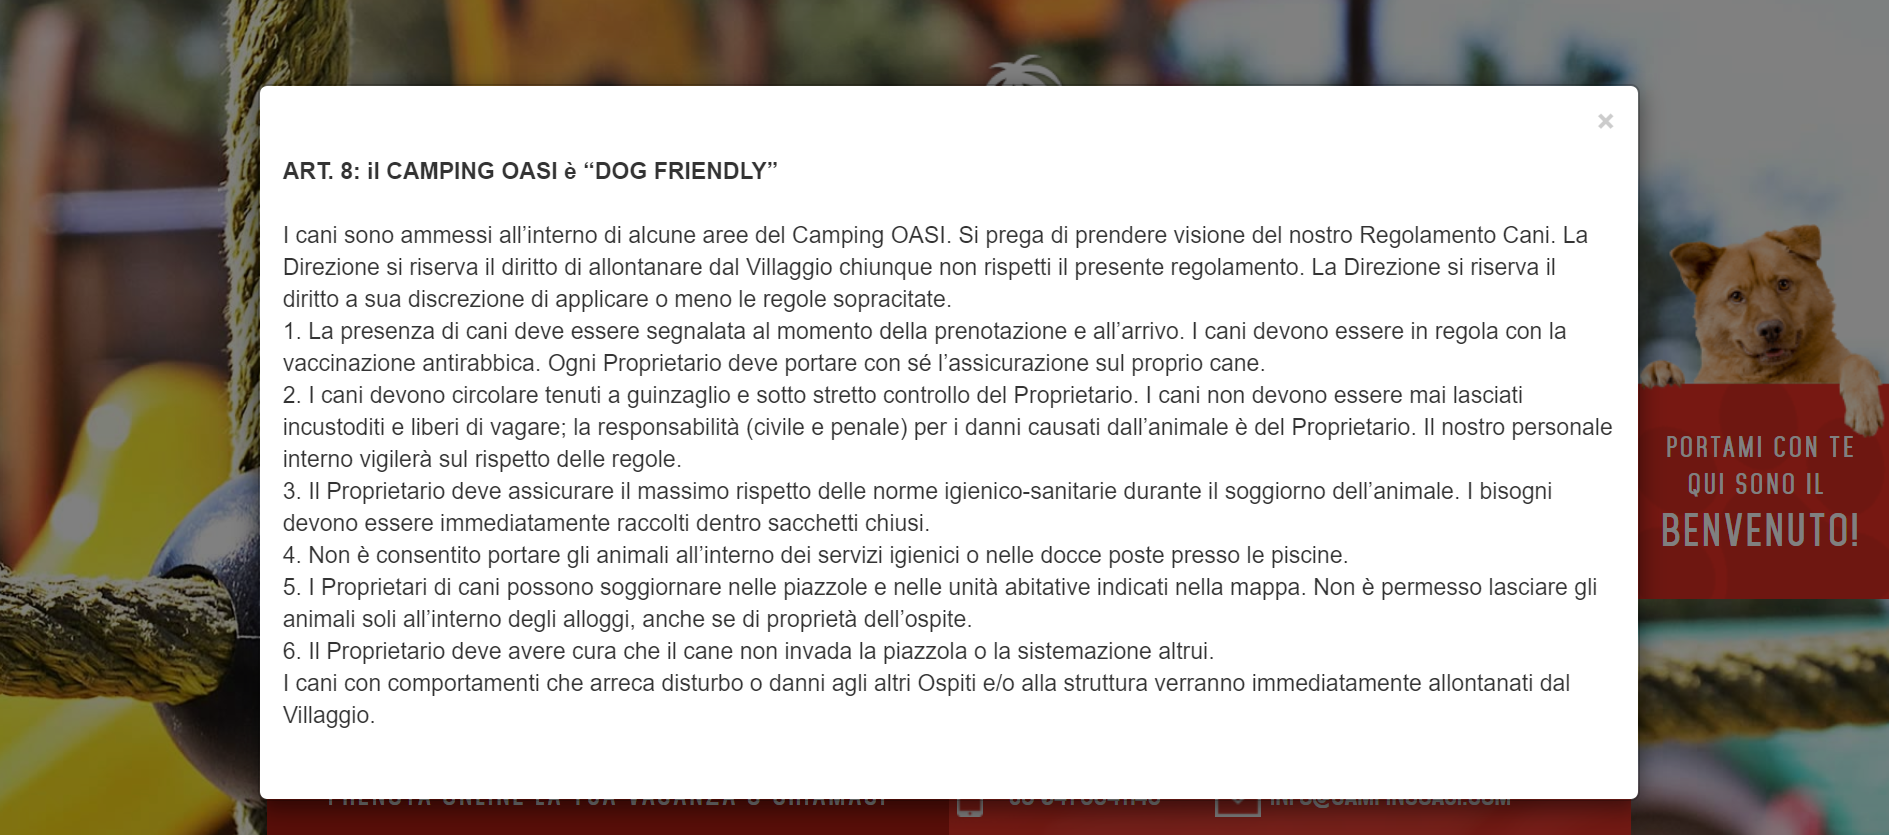 ×
ART. 8: il CAMPING OASI è “DOG FRIENDLY”
I cani sono ammessi all’interno di alcune aree del Camping OASI. Si prega di prendere visione del nostro Regolamento Cani. La
Direzione si riserva il diritto di allontanare dal Villaggio chiunque non rispetti il presente regolamento. La Direzione si riserva il
diritto a sua discrezione di applicare o meno le regole sopracitate.
1. La presenza di cani deve essere segnalata al momento della prenotazione e all’arrivo. I cani devono essere in regola con la
vaccinazione antirabbica. Ogni Proprietario deve portare con sé l’assicurazione sul proprio cane.
2. I cani devono circolare tenuti a guinzaglio e sotto stretto controllo del Proprietario. I cani non devono essere mai lasciati
incustoditi e liberi di vagare; la responsabilità (civile e penale) per i danni causati dall’animale è del Proprietario. Il nostro personale
interno vigilerà sul rispetto delle regole.
3. Il Proprietario deve assicurare il massimo rispetto delle norme igienico-sanitarie durante il soggiorno dell’animale. I bisogni
devono essere immediatamente raccolti dentro sacchetti chiusi.
4. Non è consentito portare gli animali all’interno dei servizi igienici o nelle docce poste presso le piscine.
5. I Proprietari di cani possono soggiornare nelle piazzole e nelle unità abitative indicati nella mappa. Non è permesso lasciare gli
animali soli all’interno degli alloggi, anche se di proprietà dell’ospite.
6. Il Proprietario deve avere cura che il cane non invada la piazzola o la sistemazione altrui.
I cani con comportamenti che arreca disturbo o danni agli altri Ospiti e/o alla struttura verranno immediatamente allontanati dal
Villaggio.
PORTAMI CON TE
QUI SONO IL
BENVENUTO!
PRENOTA ONLINE LA TUA VACANZA O CHIAMACI